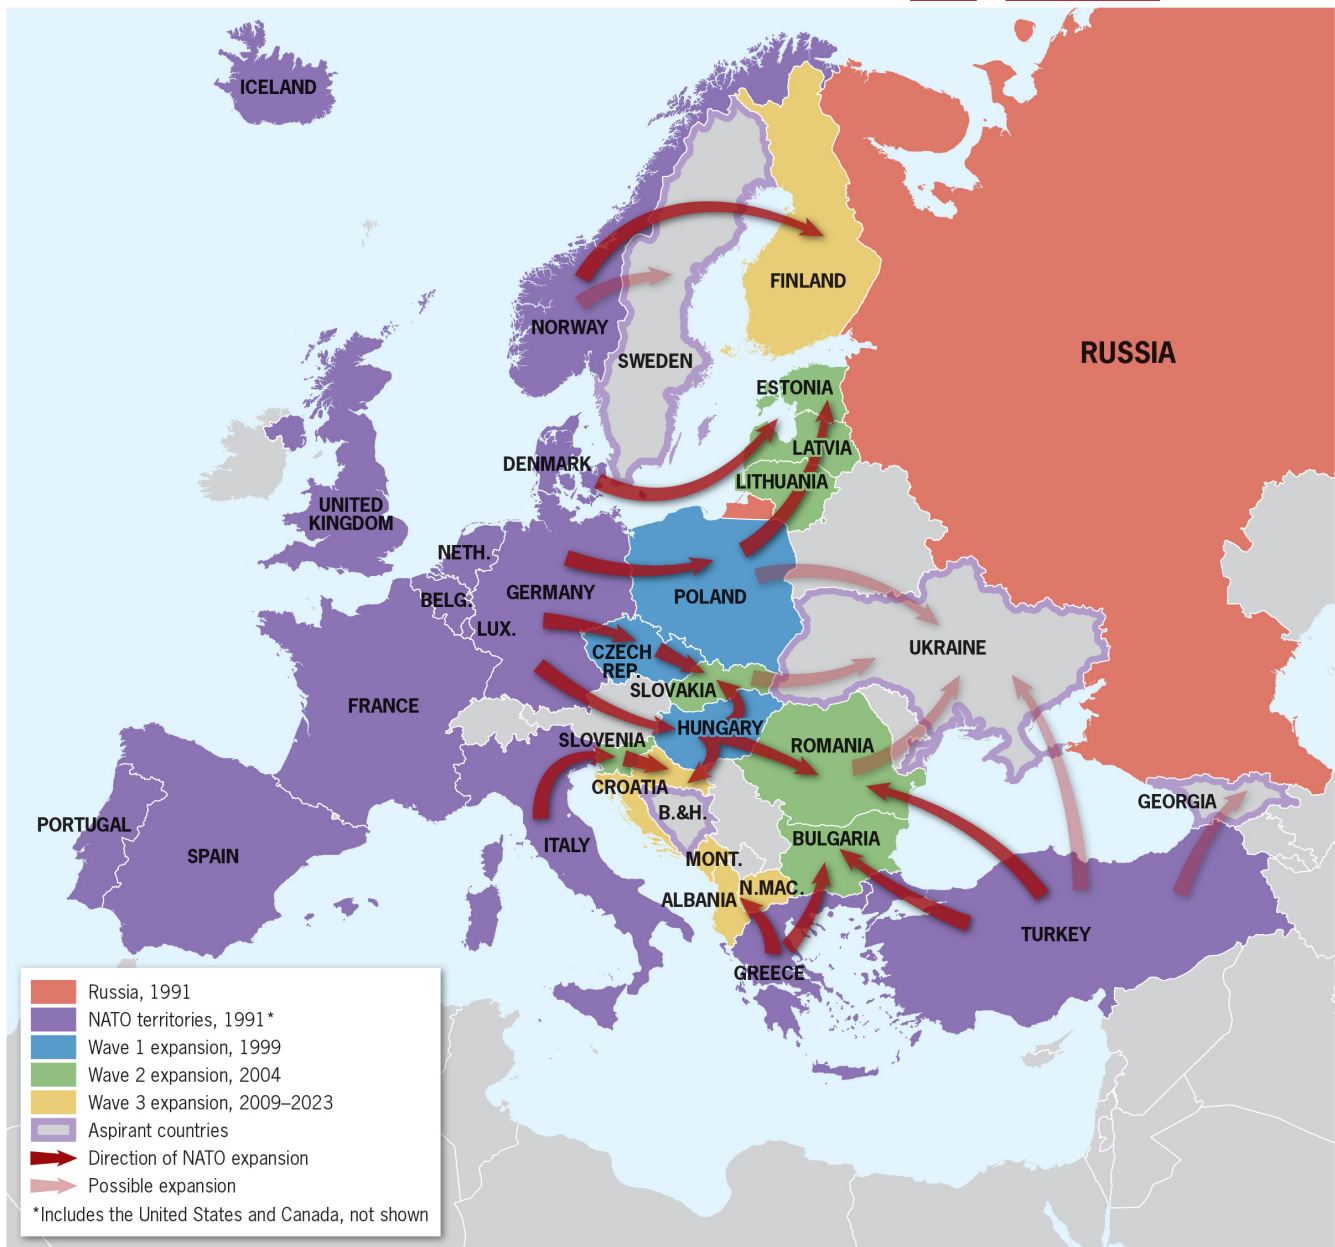 ICELAND
FINLAND
NORWAY
SWEDEN
RUSSIA
ESTONIA
LATVIA
LITHUANIA
DENMARK
UNITED
KINGDOM
NETH.
BELG.
LUX.
GERMANY
POLAND
CZECH
REP.
UKRAINE
SLOVAKIA
FRANCE
HUNGARY
SLOVENIA
ROMANIA
CROATIA
GEORGIA
B.&H.
PORTUGAL
SPAIN
ITALY
BULGARIA
MONT.
N.MAC.
ALBANIA
TURKEY
GREECE
Russia, 1991
NATO territories, 1991*
Wave 1 expansion, 1999
Wave 2 expansion, 2004
Wave 3 expansion, 2009–2023
Aspirant countries
Direction of NATO expansion
Possible expansion
*Includes the United States and Canada, not shown